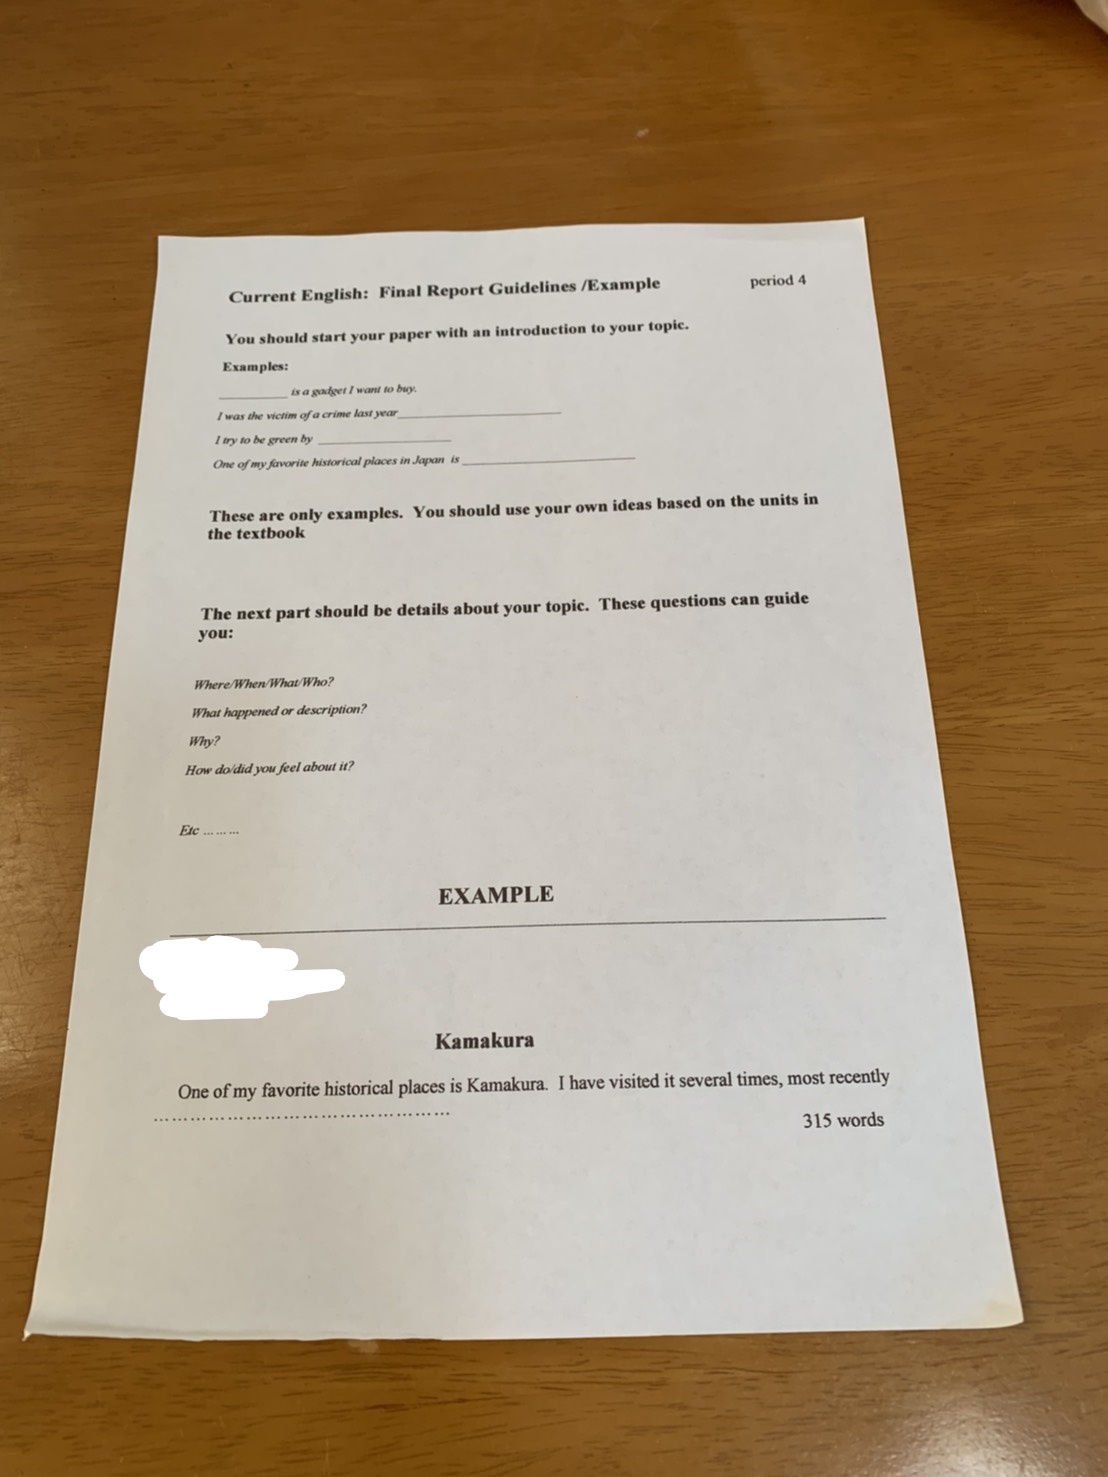 Current English: Final Report Guidelines /Example period 4
You should start your paper with an introduction to your topic.
Examples:
__________ is a gadget I want to buy.
I was the victim of a crime last year______________________
I try to be green by __________________
One of my favorite historical places in Japan is _______________________
These are only examples. You should use your own ideas based on the units in
the textbook
The next part should be details about your topic. These questions can guide
you:
Where/When/What/Who?
What happened or description?
Why?
How do/did you feel about it?
Etc ... ... ...
EXAMPLE
Kamakura
One of my favorite historical places is Kamakura. I have visited it several times, most recently
................................................
315 words